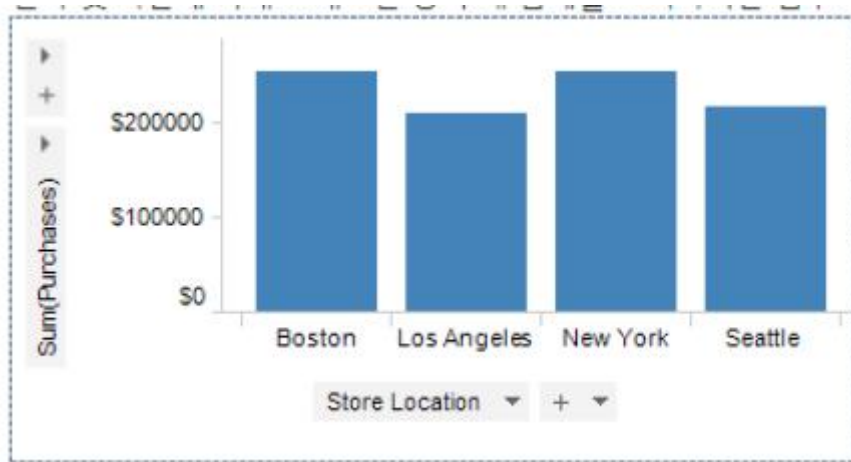 $200000
$100000
$0
Sum(Purchases)
Boston Los Angeles New York Seattle
Store Location + 
+